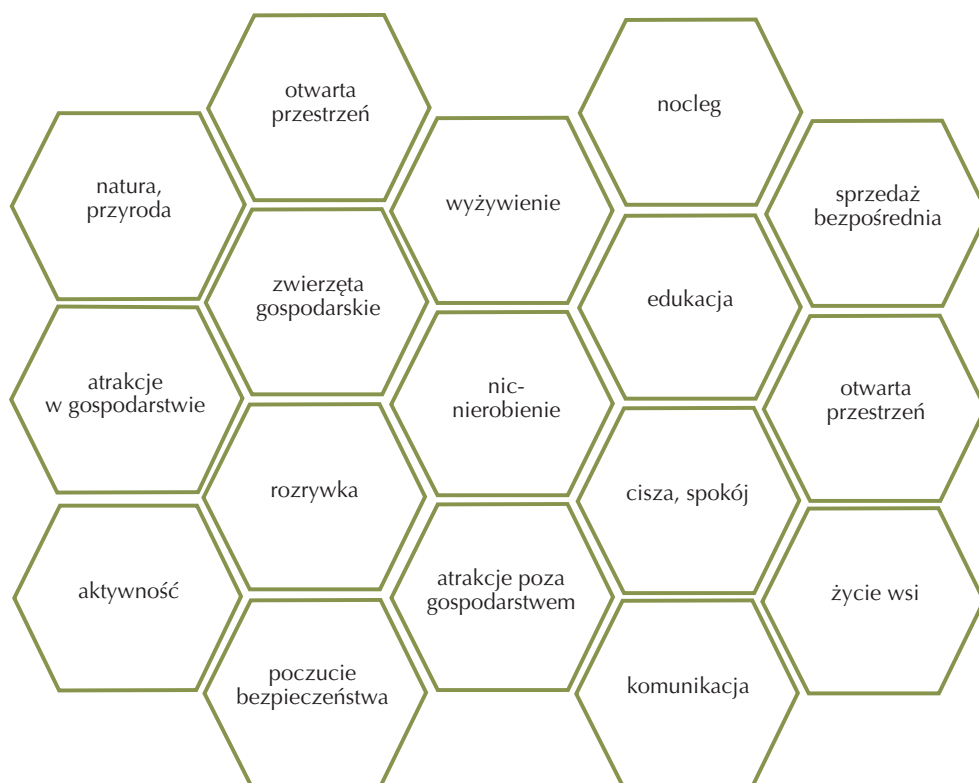 otwarta
przestrzeń
nocleg
natura,
przyroda
wyżywienie
sprzedaż
bezpośrednia
zwierzęta
gospodarskie
edukacja
atrakcje
w gospodarstwie
nic-
nierobienie
otwarta
przestrzeń
rozrywka
cisza, spokój
aktywność
atrakcje poza
gospodarstwem
życie wsi
poczucie
bezpieczeństwa
komunikacja